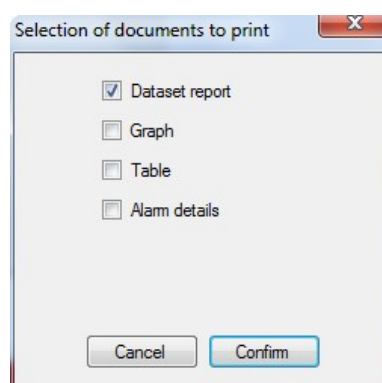 Selection of documents to print
Dataset report
Graph
Table
Alarm details
Cancel Confirm